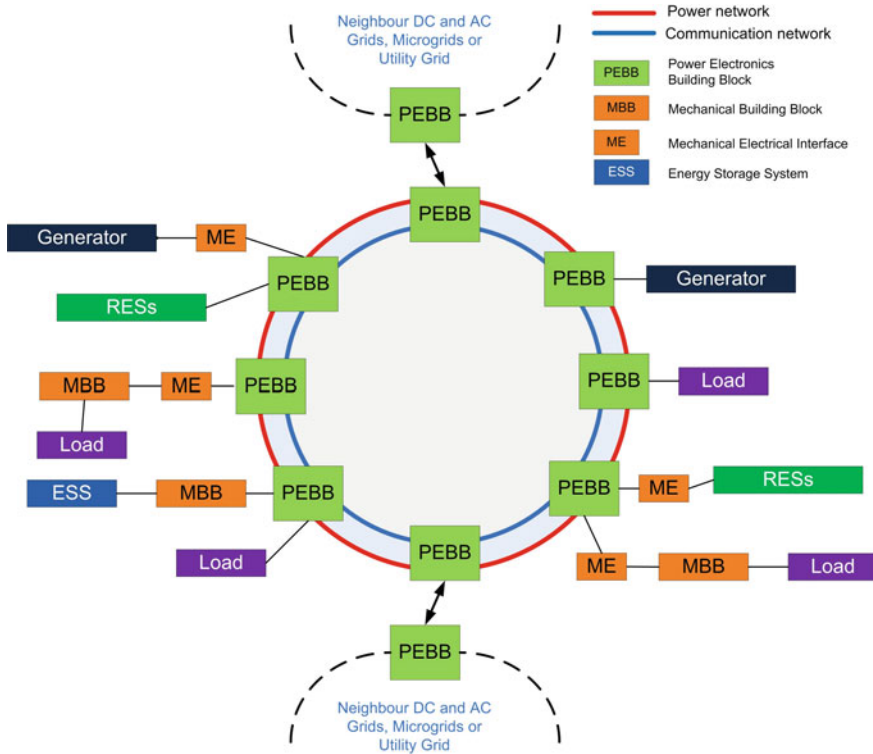 Neighbour DC and AC
Grids, Microgrids or
Utility Grid
Power network
Communication network
PEBB
Power Electronics
Building Block
MBB
Mechanical Building Block
ME
Mechanical Electrical Interface
ESS
Energy Storage System
PEBB
PEBB
Generator
ME
PEBB
RESs
PEBB
Generator
MBB
ME
PEBB
Load
PEBB
Load
ESS
MBB
PEBB
Load
PEBB
ME
RESs
ME
MBB
Load
PEBB
PEBB
Neighbour DC and AC
Grids, Microgrids or
Utility Grid